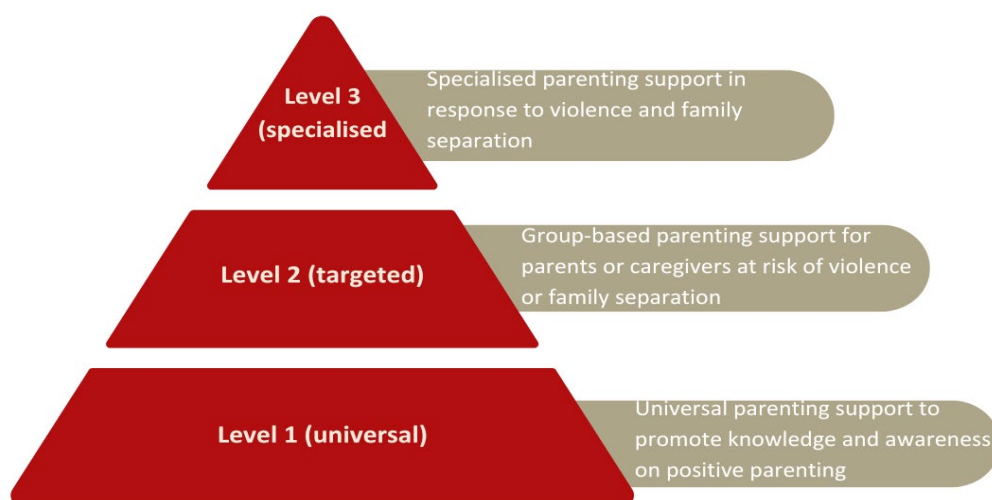 Level 3
(specialised
Specialised parenting support in
response to violence and family
separation
Level 2 (targeted)
Group-based parenting support for
parents or caregivers at risk of violence
or family separation
Level 1 (universal)
Universal parenting support to
promote knowledge and awareness
on positive parenting